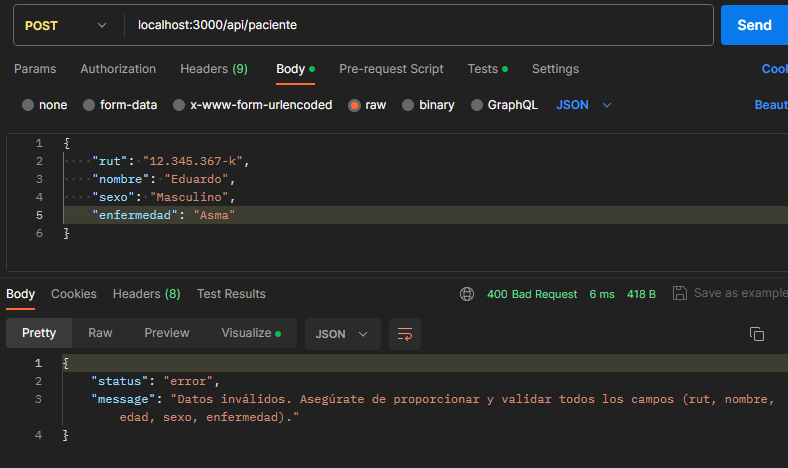 POST localhost:3000/api/paciente Send
Params Authorization Headers (9) Body Pre-request Script Tests Settings Cool
none form-data x-www-form-urlencoded raw binary GraphQL JSON Beaut
1 {
2 "rut": "12.345.367-k",
3 "nombre": "Eduardo",
4 "sexo": "Masculino",
5 "enfermedad": "Asma"
6 }
Body Cookies Headers (8) Test Results 400 Bad Request 6 ms 418 B Save as example
Pretty Raw Preview Visualize JSON
1 {
2 "status": "error",
3 "message": "Datos inválidos. Asegúrate de proporcionar y validar todos los campos (rut, nombre,
edad, sexo, enfermedad)."
4 }